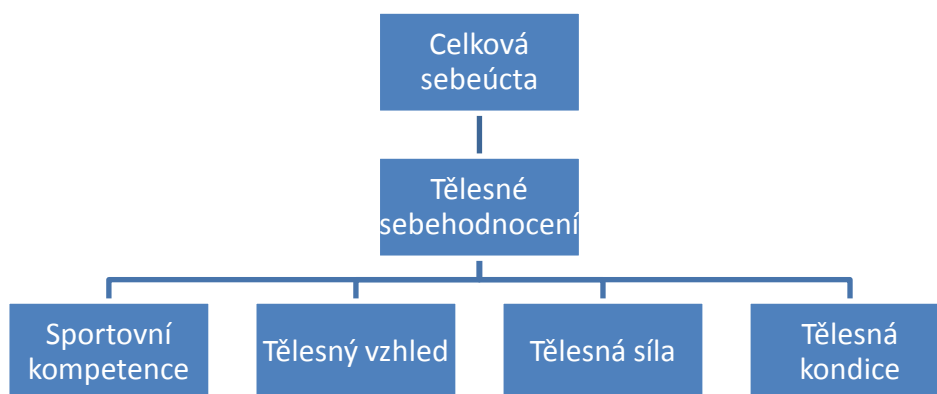 Celková
sebeúcta
Tělesné
sebehodnocení
Sportovní
kompetence
Tělesný vzhled
Tělesná síla
Tělesná
kondice